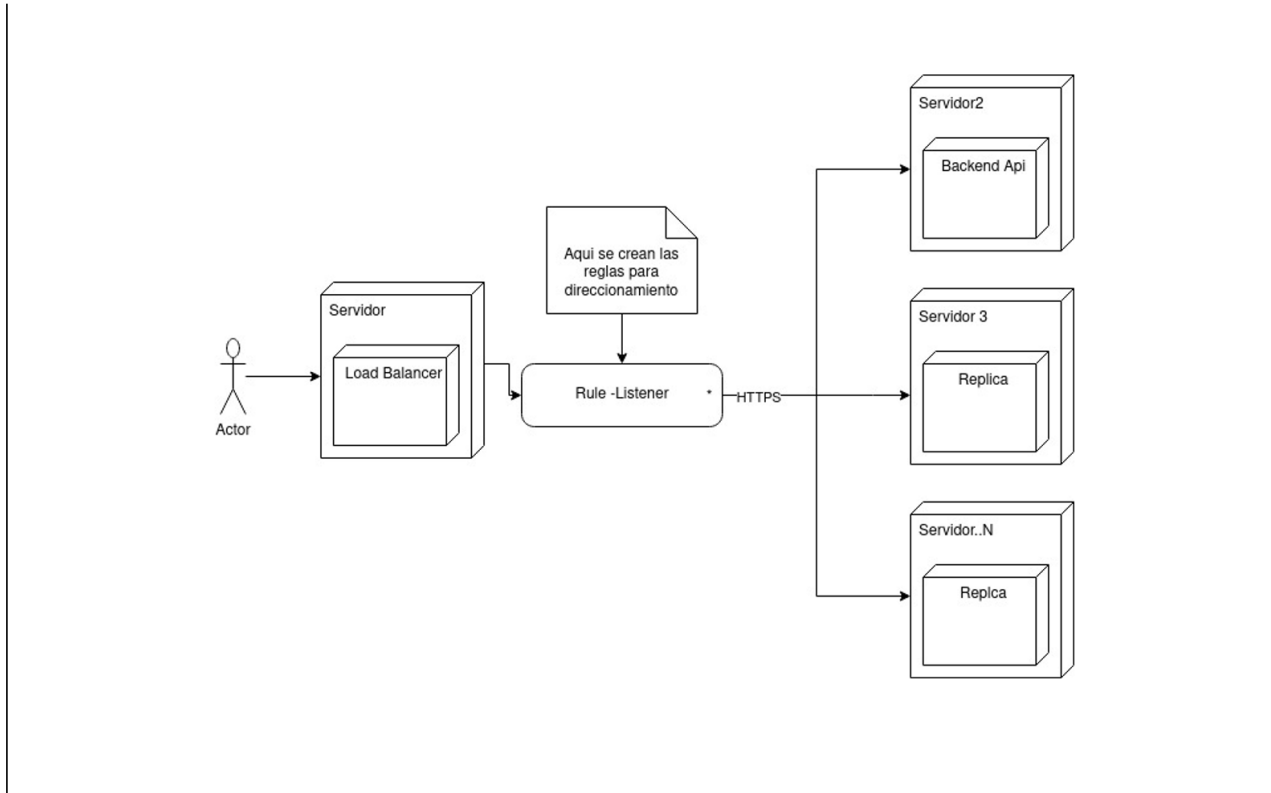 Servidor2
Backend Api
Aqui se crean las
reglas para
direccionamiento
Servidor
Load Balancer
Actor
Rule -Listener
*
HTTPS
Servidor 3
Replica
Servidor..N
Replca